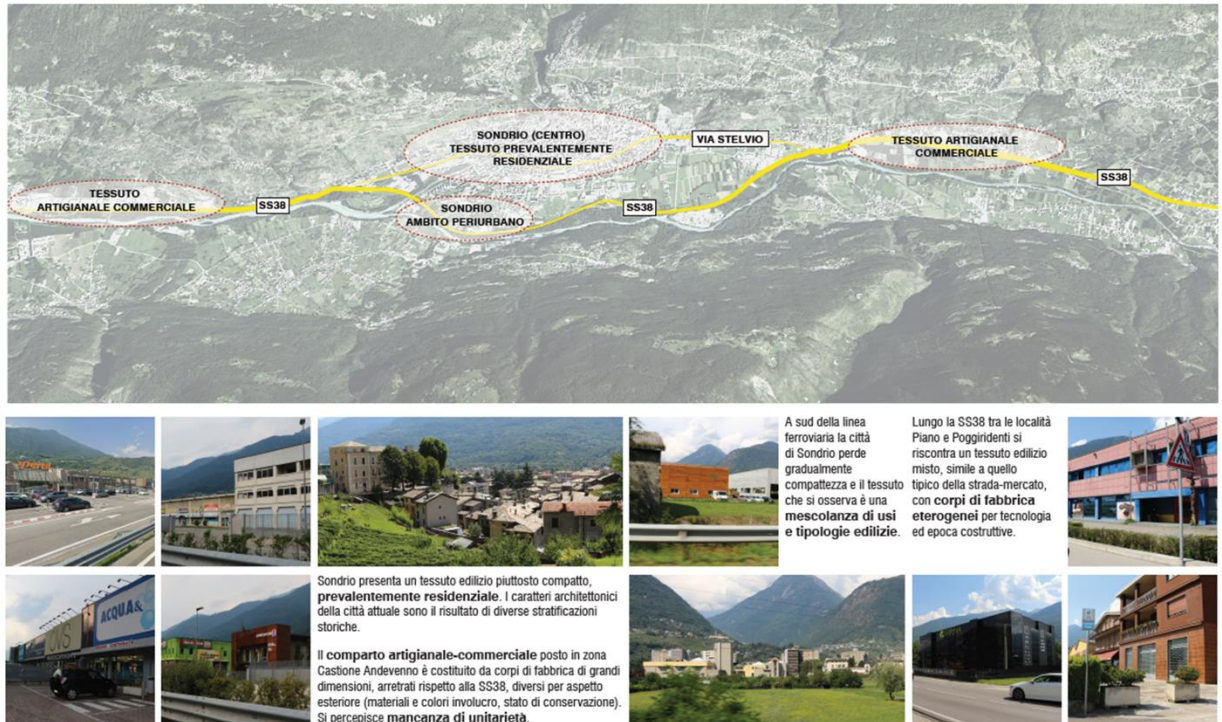 SONDRIO (CENTRO)
TESSUTO PREVALENTEMENTE
RESIDENZIALE
VIA STELVIO
TESSUTO ARTIGIANALE
COMMERCIALE
SS38
TESSUTO
ARTIGIANALE COMMERCIALE
SS38
SONDRIO
AMBITO PERIURBANO
SS38
A sud della linea
ferroviaria la città
di Sondrio perde
gradualmente
compattezza e il tessuto
che si osserva è una
mescolanza di usi
e tipologie edilizie.
Lungo la SS38 tra le località
Piano e Poggiridenti si
riscontra un tessuto edilizio
misto, simile a quello
tipico della strada-mercato,
con corpi di fabbrica
eterogenei per tecnologia
ed epoca costruttive.
OVS
ACQUA&
Sondrio presenta un tessuto edilizio piuttosto compatto,
prevalentemente residenziale. I caratteri architettonici
della città attuale sono il risultato di diverse stratificazioni
storiche.
Il comparto artigianale-commerciale posto in zona
Castione Andevenno è costituito da corpi di fabbrica di grandi
dimensioni, arretrati rispetto alla SS38, diversi per aspetto
esteriore (materiali e colori involucro, stato di conservazione).
Si percepisce mancanza di unitarietà.